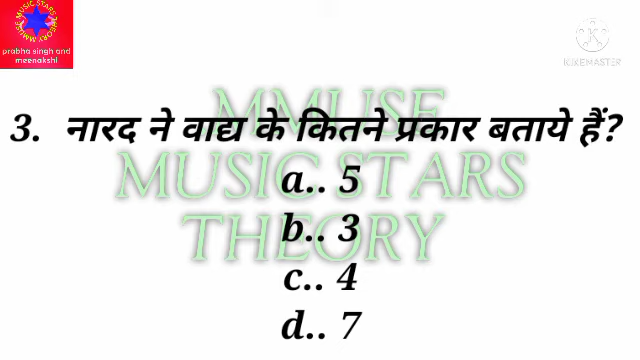 MMUSE MUSIC STARS THEORY
prabha singh and
meenakshi
KINEMASTER
MMUSE
3. नारद ने वाद्य के कितने प्रकार बताये हैं?
MUSIC STARS
a.. 5
THEORY
b.. 3
c.. 4
d.. 7